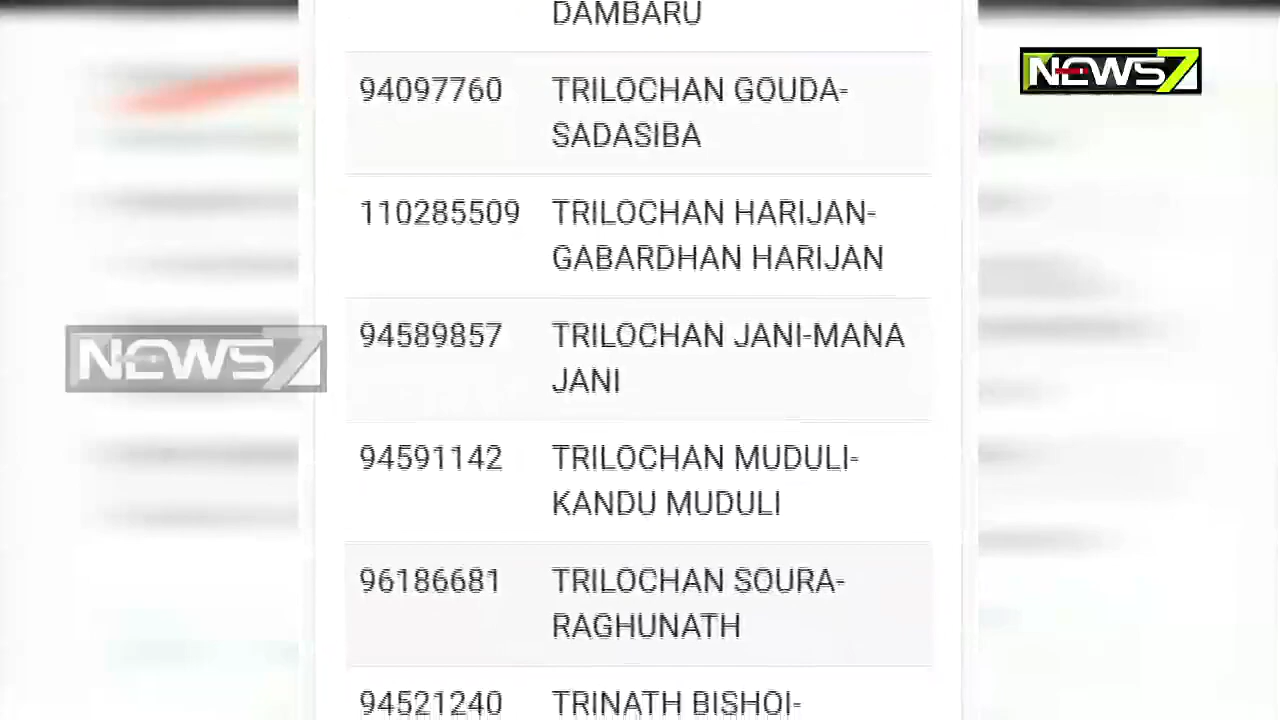 DAMBARU
NEWS7
94097760 TRILOCHAN GOUDA-
SADASIBA
110285509 TRILOCHAN HARIJAN-
GABARDHAN HARIJAN
94589857 TRILOCHAN JANI-MANA
JANI
NEWS7
94591142 TRILOCHAN MUDULI-
KANDU MUDULI
96186681 TRILOCHAN SOURA-
RAGHUNATH
94521240 TRINATH BISHOI-